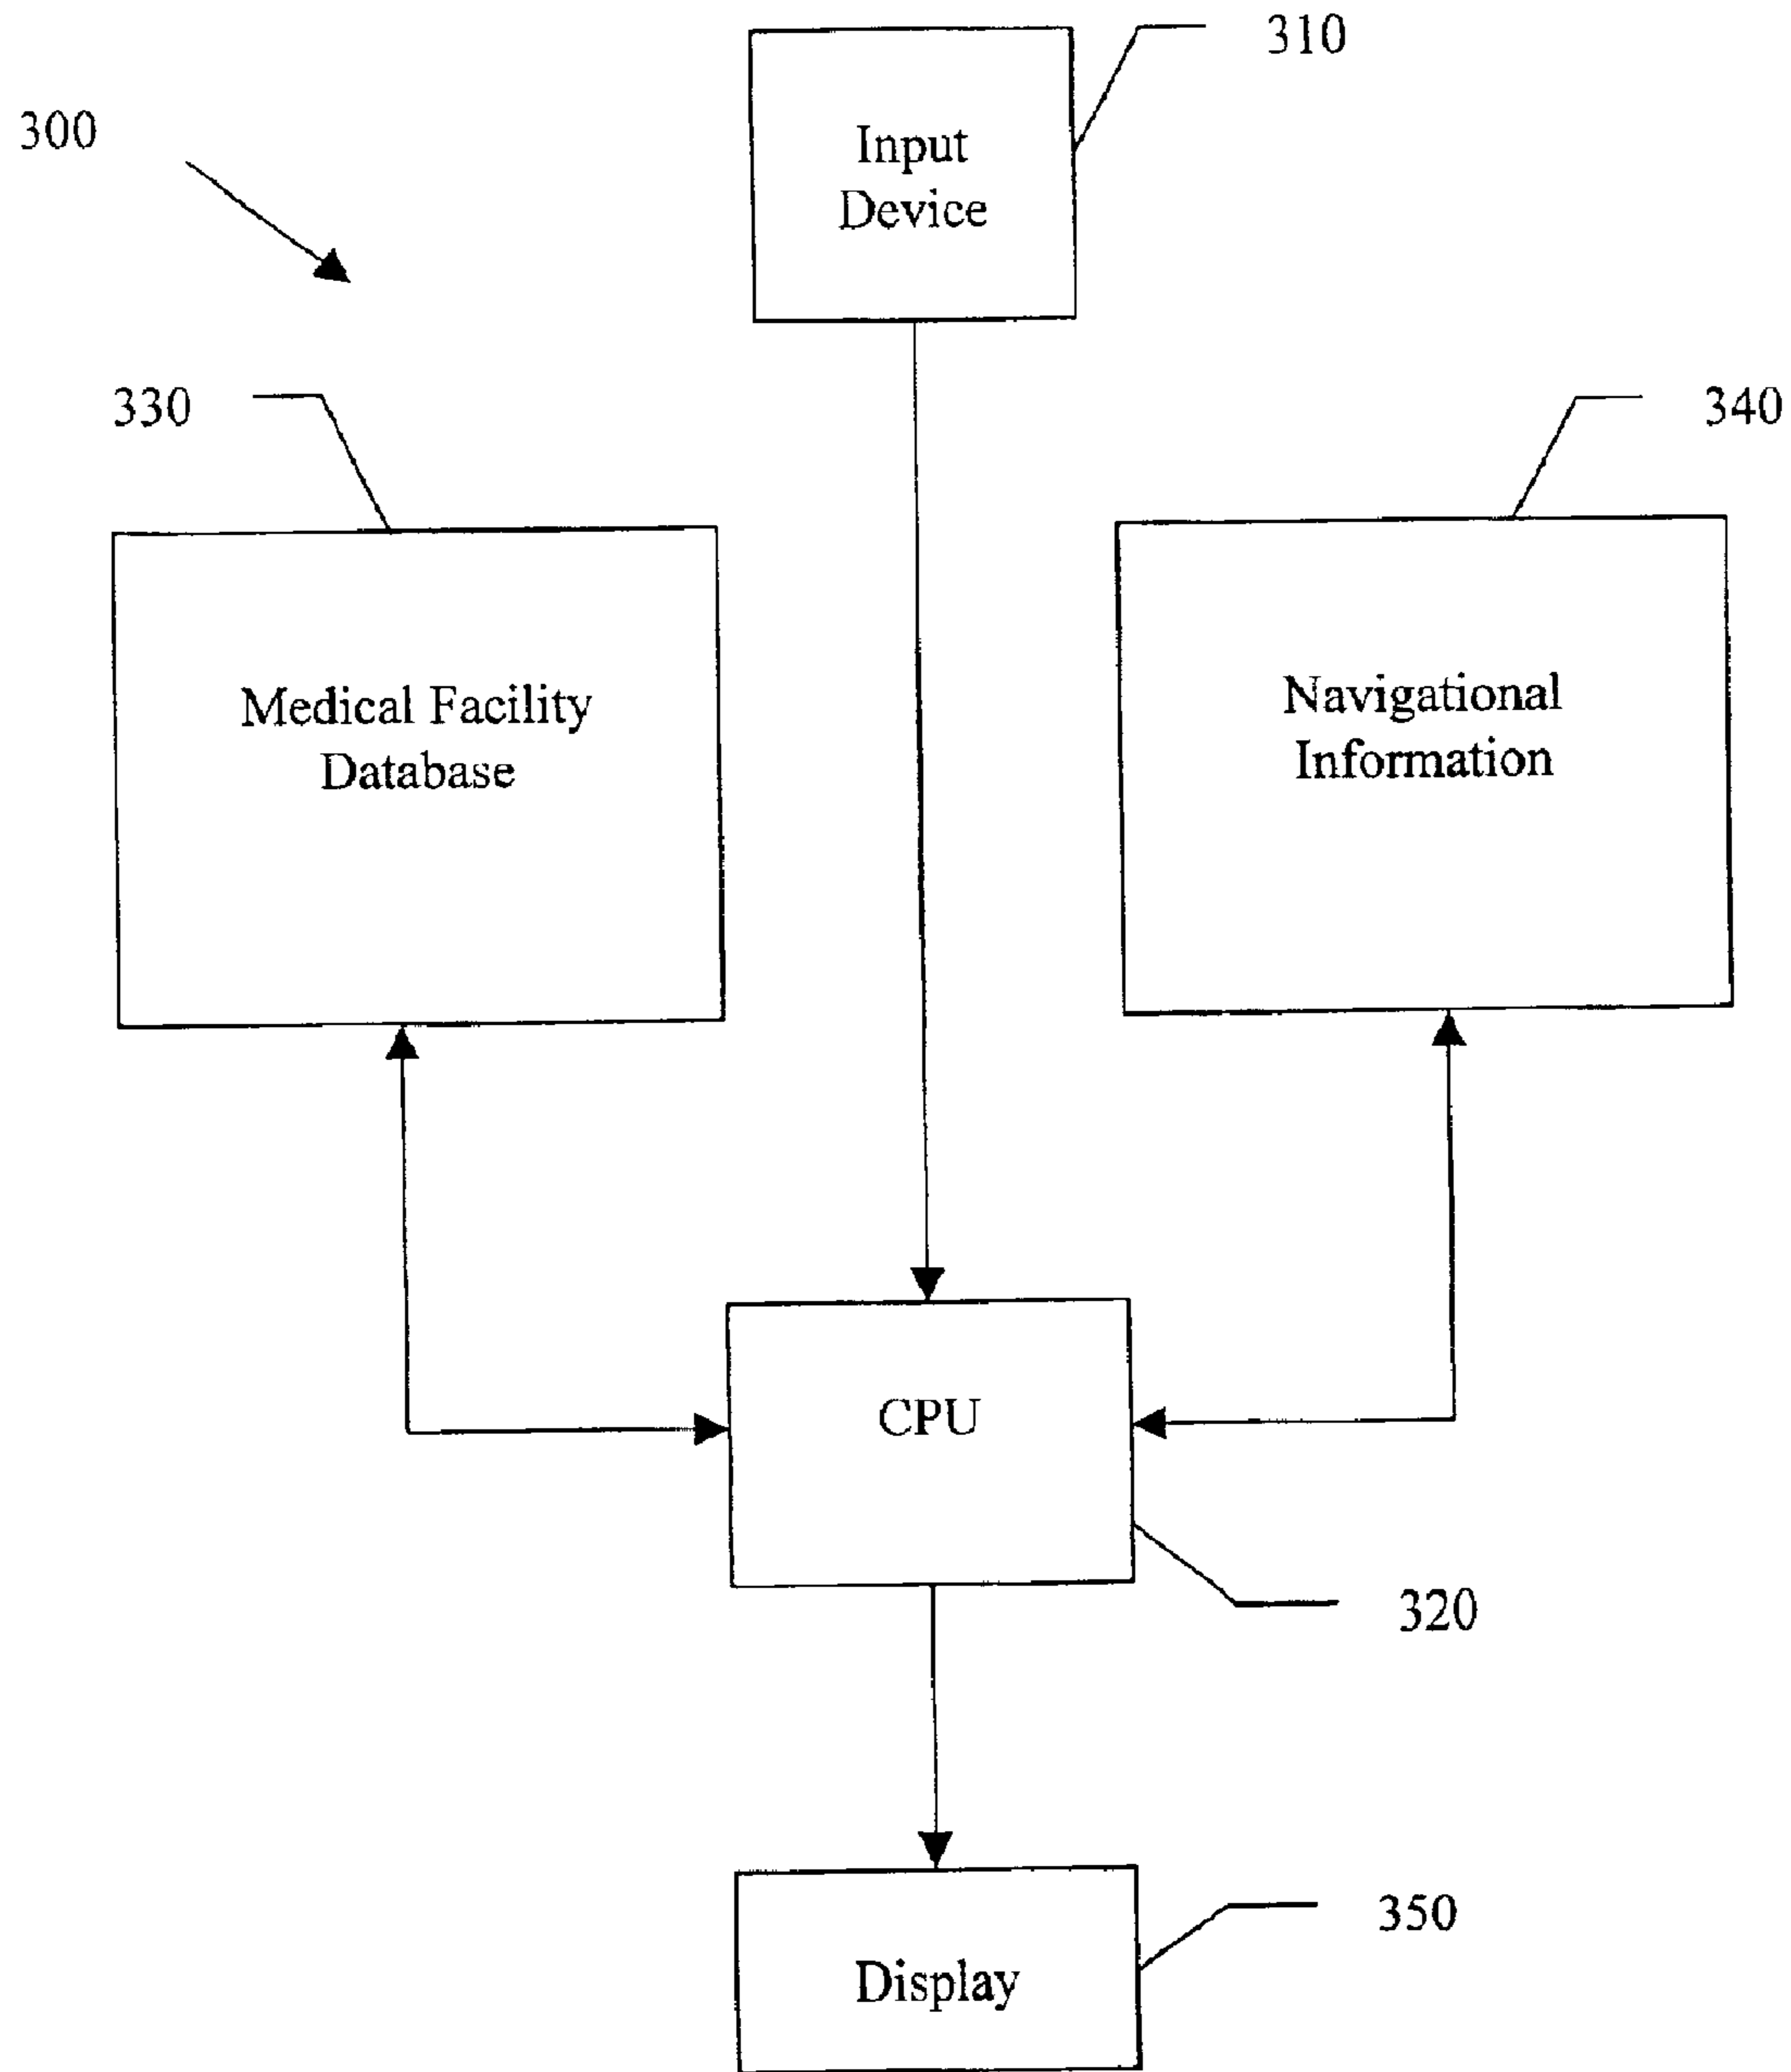 310
300
Input
Device
330
340
Medical Facility
Database
Navigational
Information
CPU
320
350
Display